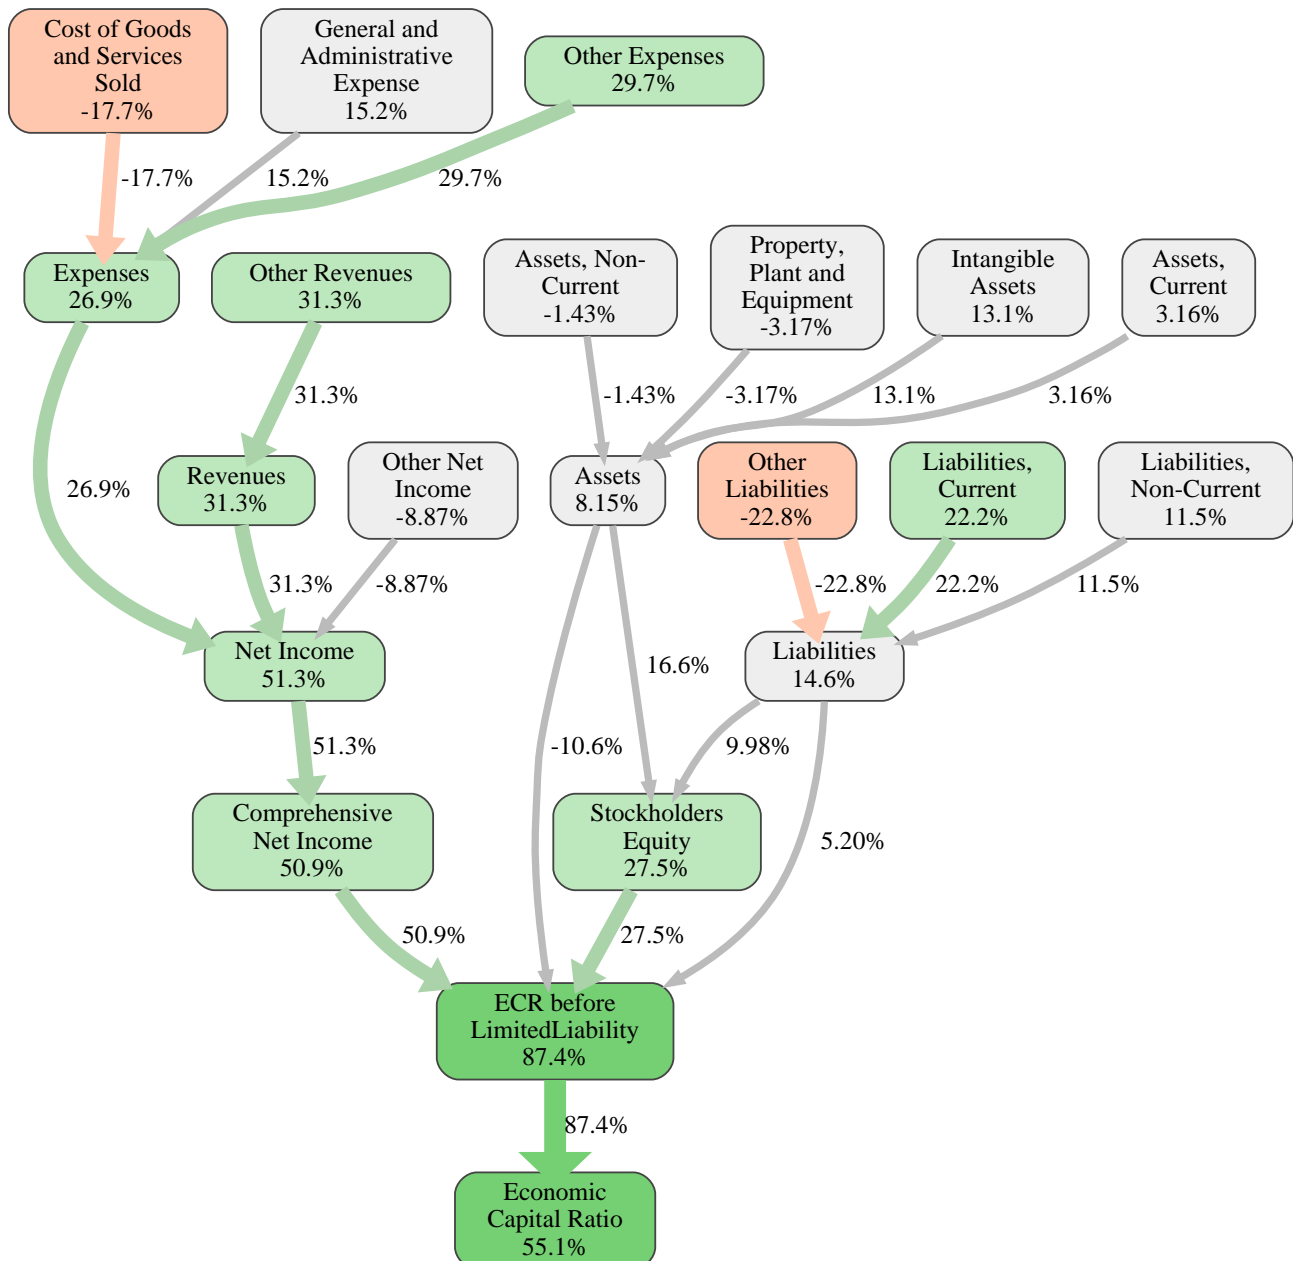 Cost of Goods
and Services
Sold
-17.7%
General and
Administrative
Expense
15.2%
Other Expenses
29.7%
-17.7%
15.2%
29.7%
Expenses
26.9%
Other Revenues
31.3%
Assets, Non-
Current
-1.43%
Property,
Plant and
Equipment
-3.17%
Intangible
Assets
13.1%
Assets,
Current
3.16%
31.3%
-1.43%
-3.17%
13.1%
3.16%
26.9%
Revenues
31.3%
Other Net
Income
-8.87%
Assets
8.15%
Other
Liabilities
-22.8%
Liabilities,
Current
22.2%
Liabilities,
Non-Current
11.5%
31.3%
-8.87%
-22.8%
22.2%
11.5%
Net Income
51.3%
16.6%
Liabilities
14.6%
51.3%
-10.6%
9.98%
Comprehensive
Net Income
50.9%
Stockholders
Equity
27.5%
5.20%
50.9%
27.5%
ECR before
LimitedLiability
87.4%
87.4%
Economic
Capital Ratio
55.1%